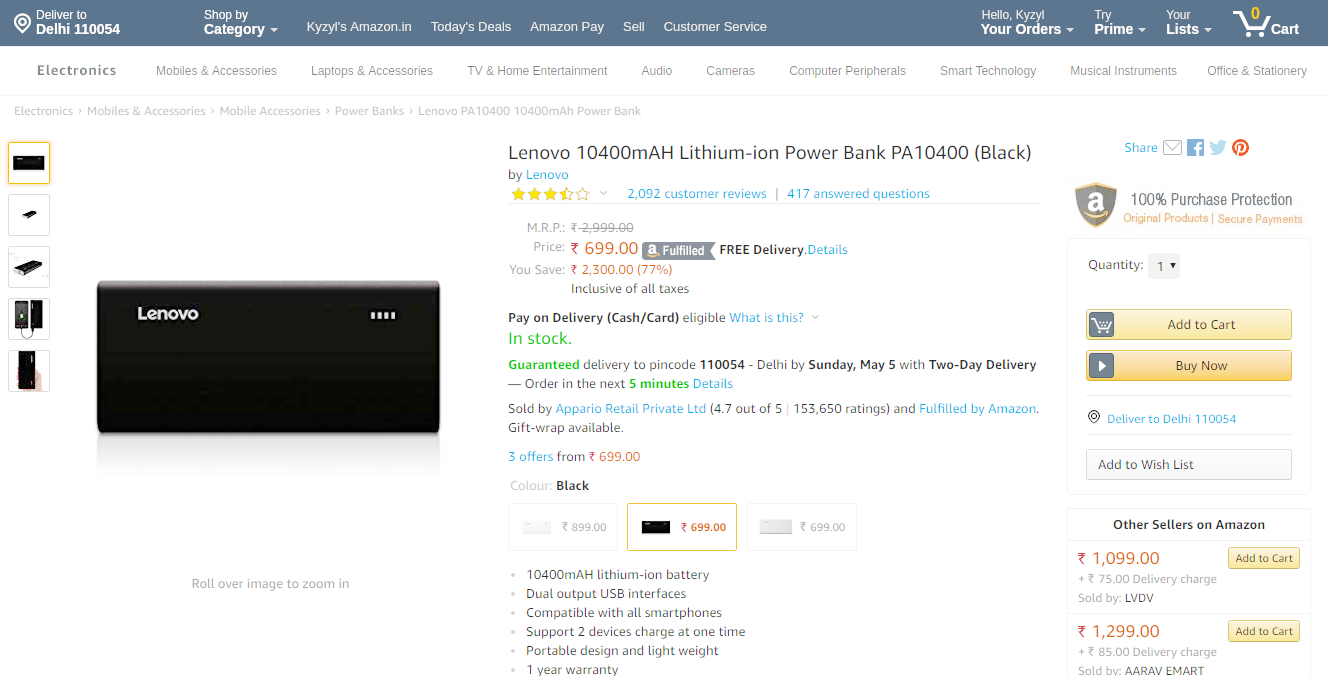 Deliver to
Delhi 110054
Shop by
Category
Kyzyl's Amazon.in Today's Deals Amazon Pay Sell Customer Service
Hello, Kyzyl
Your Orders
Try
Prime
Your
Lists
0
Cart
Electronics Mobiles & Accessories Laptops & Accessories TV & Home Entertainment Audio Cameras Computer Peripherals Smart Technology Musical Instruments Office & Stationery
Electronics › Mobiles & Accessories › Mobile Accessories › Power Banks › Lenovo PA10400 10400mAh Power Bank
Lenovo
Roll over image to zoom in
Lenovo 10400mAH Lithium-ion Power Bank PA10400 (Black)
by Lenovo
2,092 customer reviews | 417 answered questions
M.R.P.: ₹ 2,999.00
Price: ₹ 699.00 a Fulfilled FREE Delivery.Details
You Save: ₹ 2,300.00 (77%)
Inclusive of all taxes
Pay on Delivery (Cash/Card) eligible What is this?
In stock.
Guaranteed delivery to pincode 110054 - Delhi by Sunday, May 5 with Two-Day Delivery
— Order in the next 5 minutes Details
Sold by Appario Retail Private Ltd (4.7 out of 5 | 153,650 ratings) and Fulfilled by Amazon.
Gift-wrap available.
3 offers from ₹ 699.00
Colour: Black
₹ 899.00 ₹ 699.00 ₹ 699.00
• 10400mAH lithium-ion battery
• Dual output USB interfaces
• Compatible with all smartphones
• Support 2 devices charge at one time
• Portable design and light weight
• 1 year warranty
Share
a 100% Purchase Protection
Original Products | Secure Payments
Quantity: 1
Add to Cart
Buy Now
Deliver to Delhi 110054
Add to Wish List
Other Sellers on Amazon
₹ 1,099.00 Add to Cart
+ ₹ 75.00 Delivery charge
Sold by: LVDV
₹ 1,299.00 Add to Cart
+ ₹ 85.00 Delivery charge
Sold by: AARAV EMART